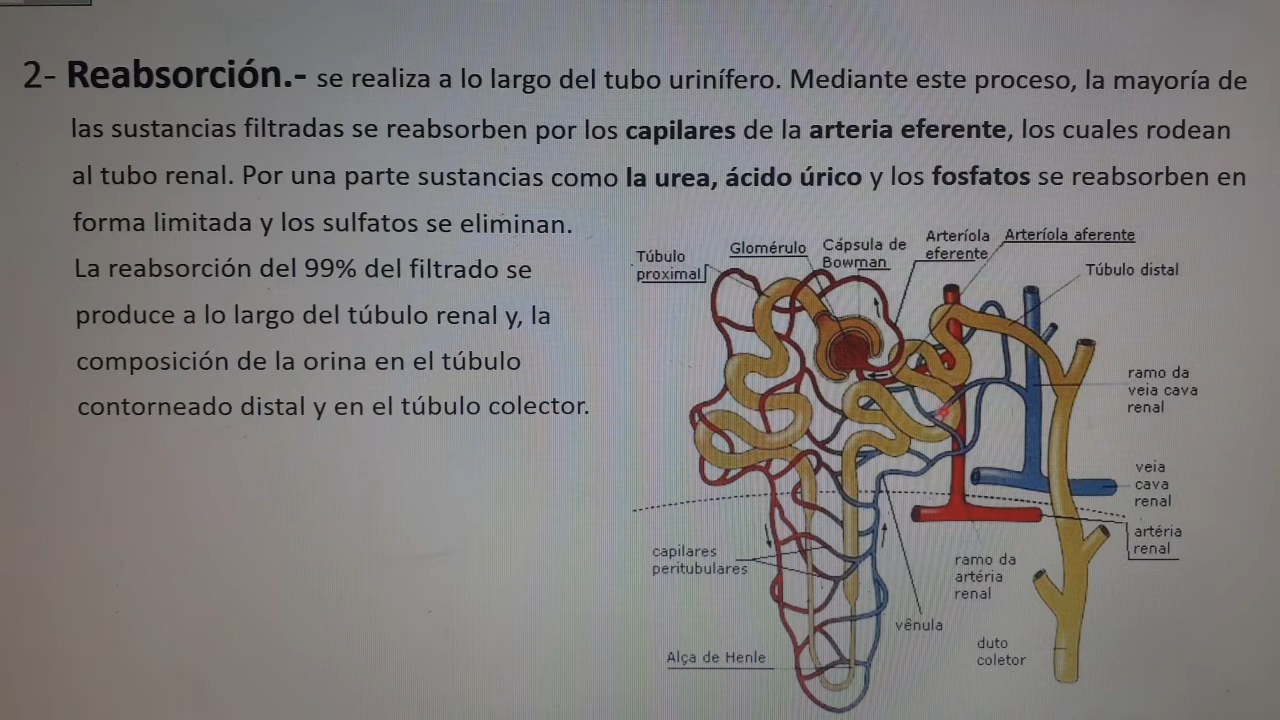 2- Reabsorción.- se realiza a lo largo del tubo urinífero. Mediante este proceso, la mayoría de
las sustancias filtradas se reabsorben por los capilares de la arteria eferente, los cuales rodean
al tubo renal. Por una parte sustancias como la urea, ácido úrico y los fosfatos se reabsorben en
forma limitada y los sulfatos se eliminan.
La reabsorción del 99% del filtrado se
produce a lo largo del túbulo renal y, la
composición de la orina en el túbulo
contorneado distal y en el túbulo colector.
Túbulo
proximal
Glomérulo
Cápsula de
Bowman
Arteríola
eferente
Arteríola aferente
Túbulo distal
ramo da
veia cava
renal
veia
cava
renal
artéria
renal
capilares
peritubulares
ramo da
artéria
renal
vênula
duto
coletor
Alça de Henle